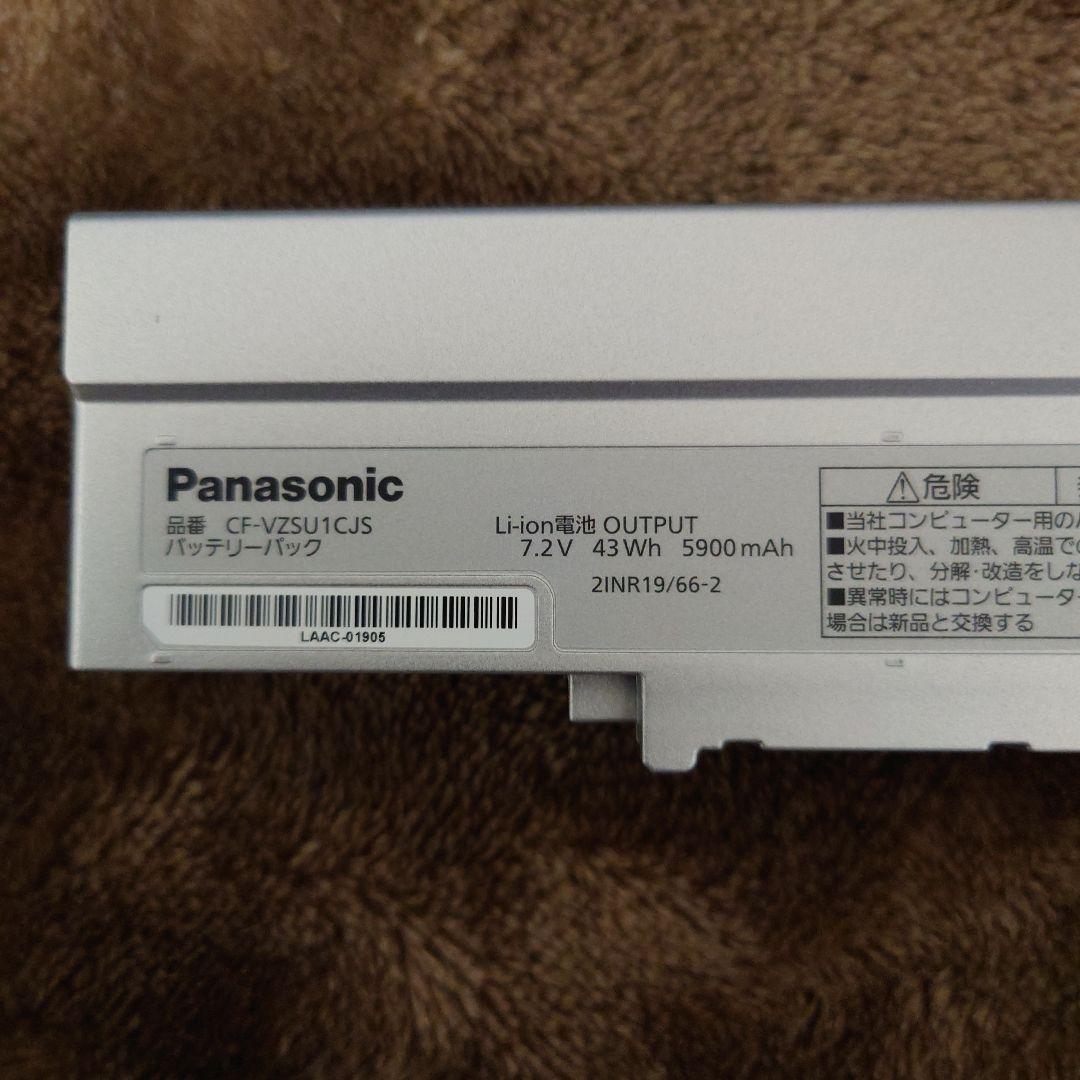 Panasonic
品番 CF-VZSU1CJS
バッテリーパック
Li-ion電池 OUTPUT
7.2V 43Wh 5900mAh
2INR19/66-2
LAAC-01905
⚠危険
■当社コンピューター用の
■火中投入、加熱、高温での
させたり、分解・改造をしな
■異常時にはコンピューター
場合は新品と交換する